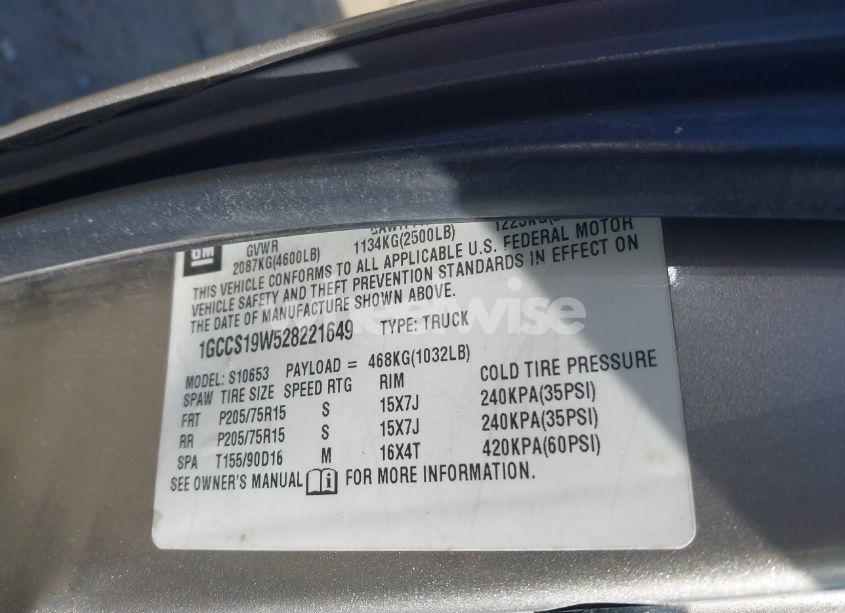 GM GVWR GAWR 1225KG
2087KG(4600LB) 1134KG(2500LB)
THIS VEHICLE CONFORMS TO ALL APPLICABLE U.S. FEDERAL MOTOR
VEHICLE SAFETY AND THEFT PREVENTION STANDARDS IN EFFECT ON
THE DATE OF MANUFACTURE SHOWN ABOVE.
1GCCS19W528221649 TYPE: TRUCK
MODEL: S10653 PAYLOAD = 468KG(1032LB)
SPAW TIRE SIZE SPEED RTG RIM COLD TIRE PRESSURE
FRT P205/75R15 S 15X7J 240KPA(35PSI)
RR P205/75R15 S 15X7J 240KPA(35PSI)
SPA T155/90D16 M 16X4T 420KPA(60PSI)
SEE OWNER'S MANUAL i FOR MORE INFORMATION.